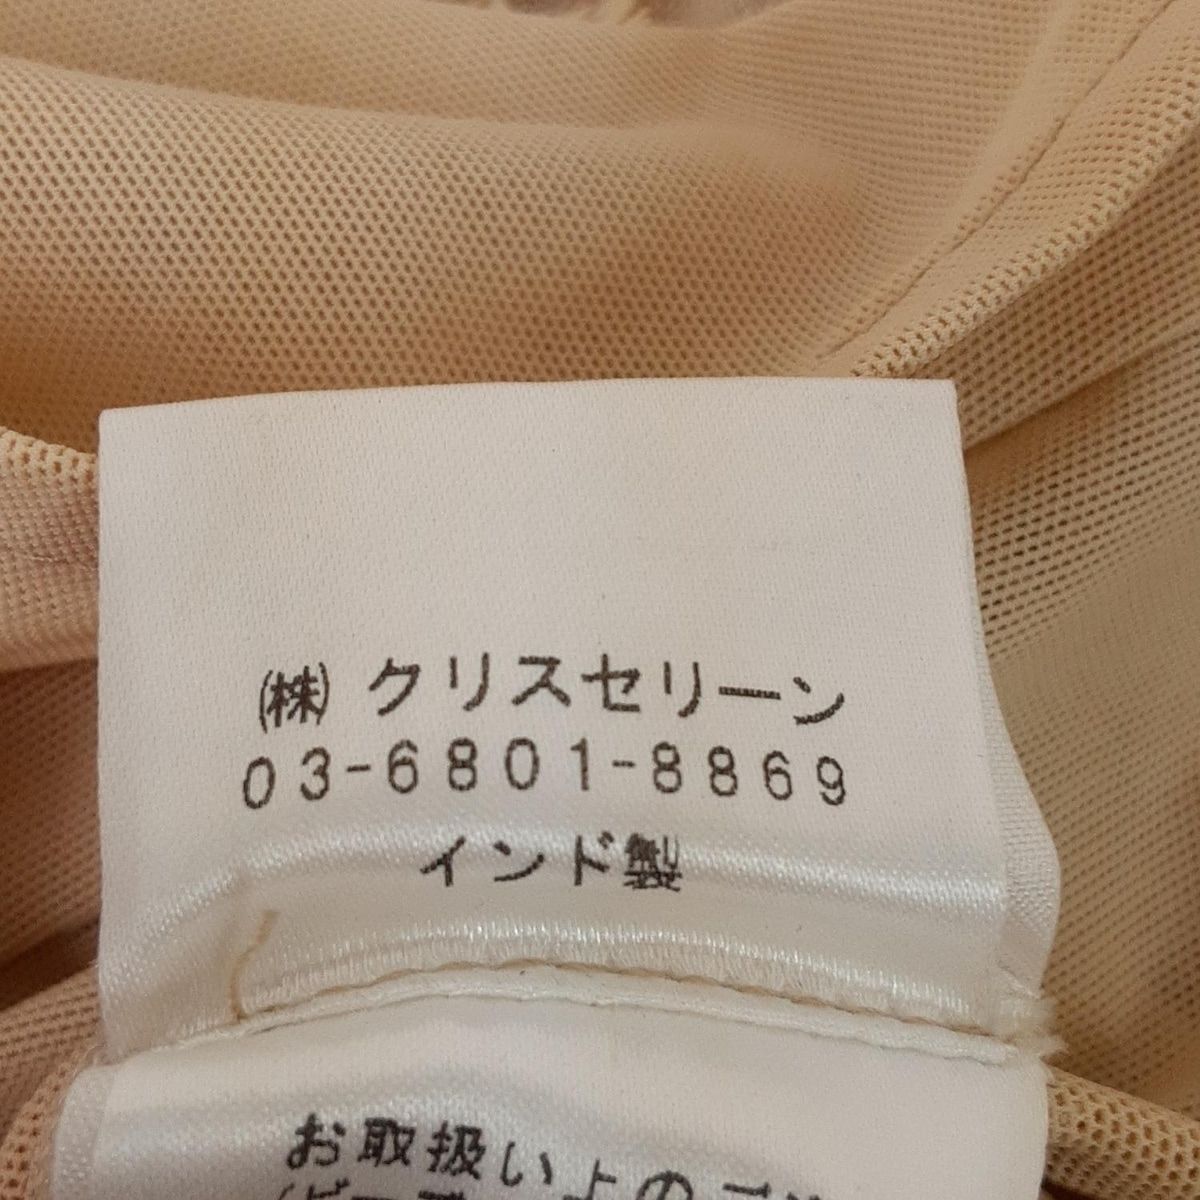 (株) クリスセリーン
03-6801-8869
インド製
お取扱い上のご